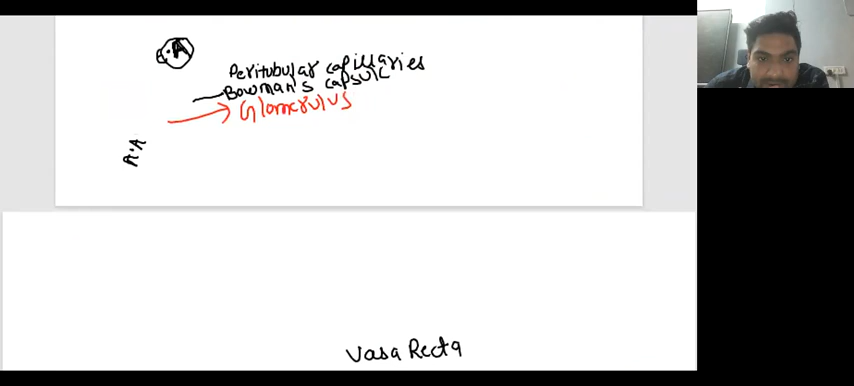 E.A
Peritubular capillaries
Bowman's capsule
Glomerulus
A.A
Vasa Recta